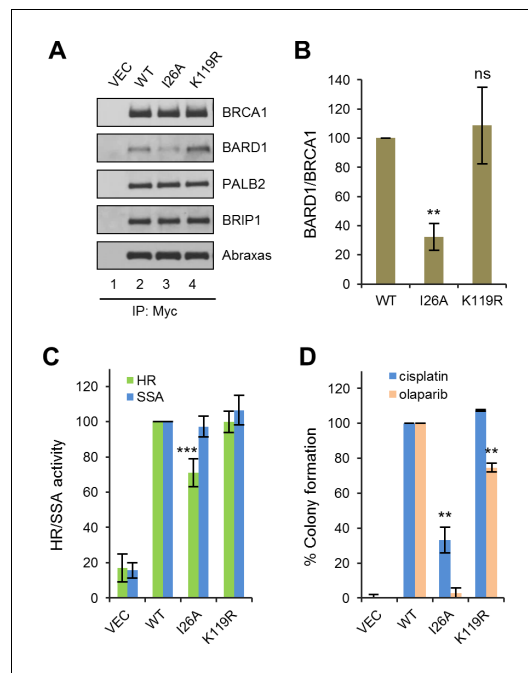 A
VEC WT I26A K119R
BRCA1
BARD1
PALB2
BRIP1
Abraxas
1 2 3 4
IP: Myc
B
BARD1/BRCA1
140
120
100
80
60
40
20
0
ns
**
WT I26A K119R
C
HR
SSA
HR/SSA activity
100
80
60
40
20
0
***
VEC WT I26A K119R
D
cisplatin
olaparib
% Colony formation
100
80
60
40
20
0
**
**
VEC WT I26A K119R